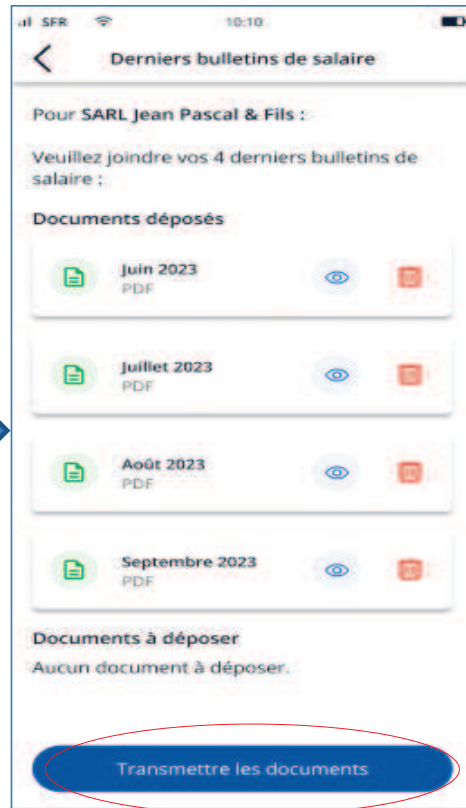 SFR 10:10
Derniers bulletins de salaire
Pour SARL Jean Pascal & Fils :
Veuillez joindre vos 4 derniers bulletins de
salaire :
Documents déposés
Juin 2023
PDF
Juillet 2023
PDF
Août 2023
PDF
Septembre 2023
PDF
Documents à déposer
Aucun document à déposer.
Transmettre les documents